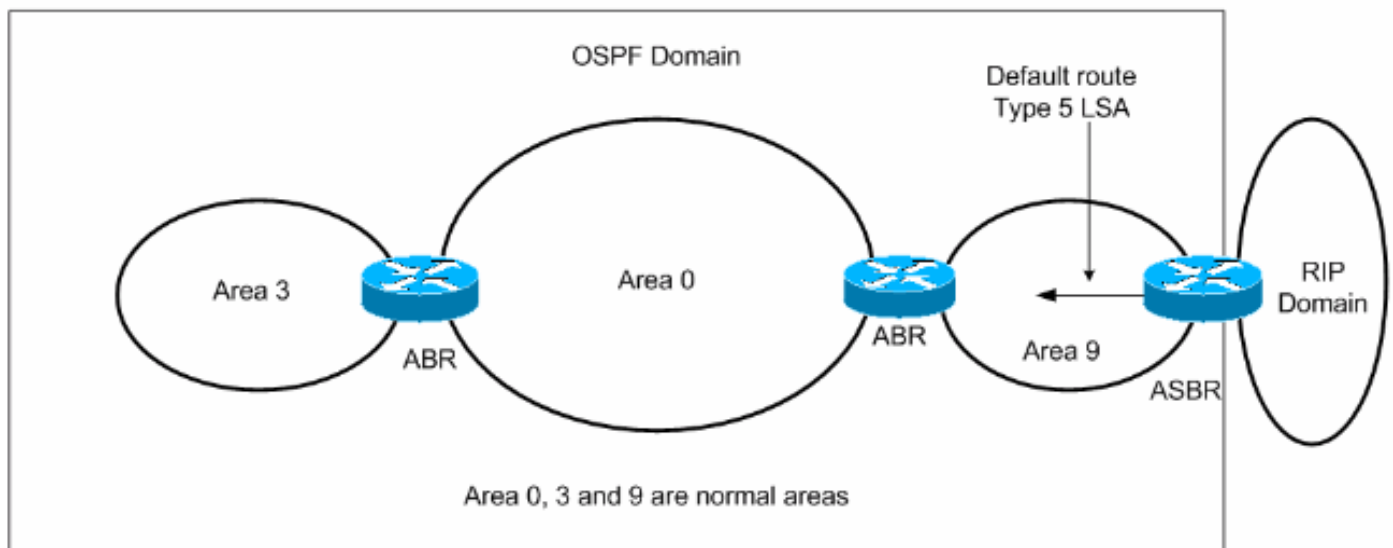 OSPF Domain
Default route
Type 5 LSA
Area 3
Area 0
RIP
Domain
ABR
ABR
Area 9
ASBR
Area 0, 3 and 9 are normal areas